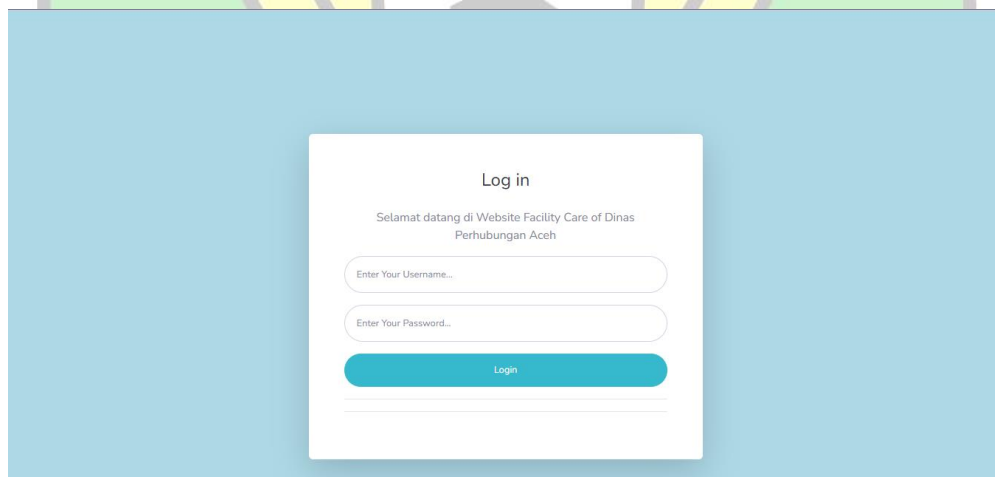 Log in
Selamat datang di Website Facility Care of Dinas
Perhubungan Aceh
Enter Your Username...
Enter Your Password...
Login